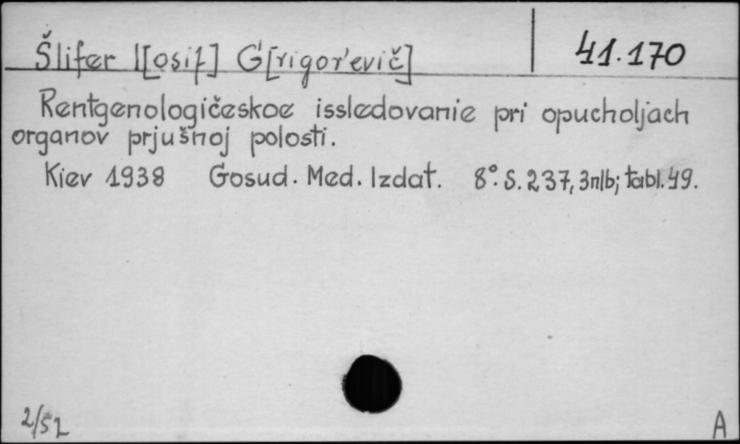 Šlifer I[osif] G[rigor'evič] 41.170
Rentgenologičeskoe issledovanie pri opucholjach
organov prjušnoj polosti.
Kiev 1938 Gosud. Med. Izdat. 8°. S. 237, 3nlb; tabl. 49.
2/52 A